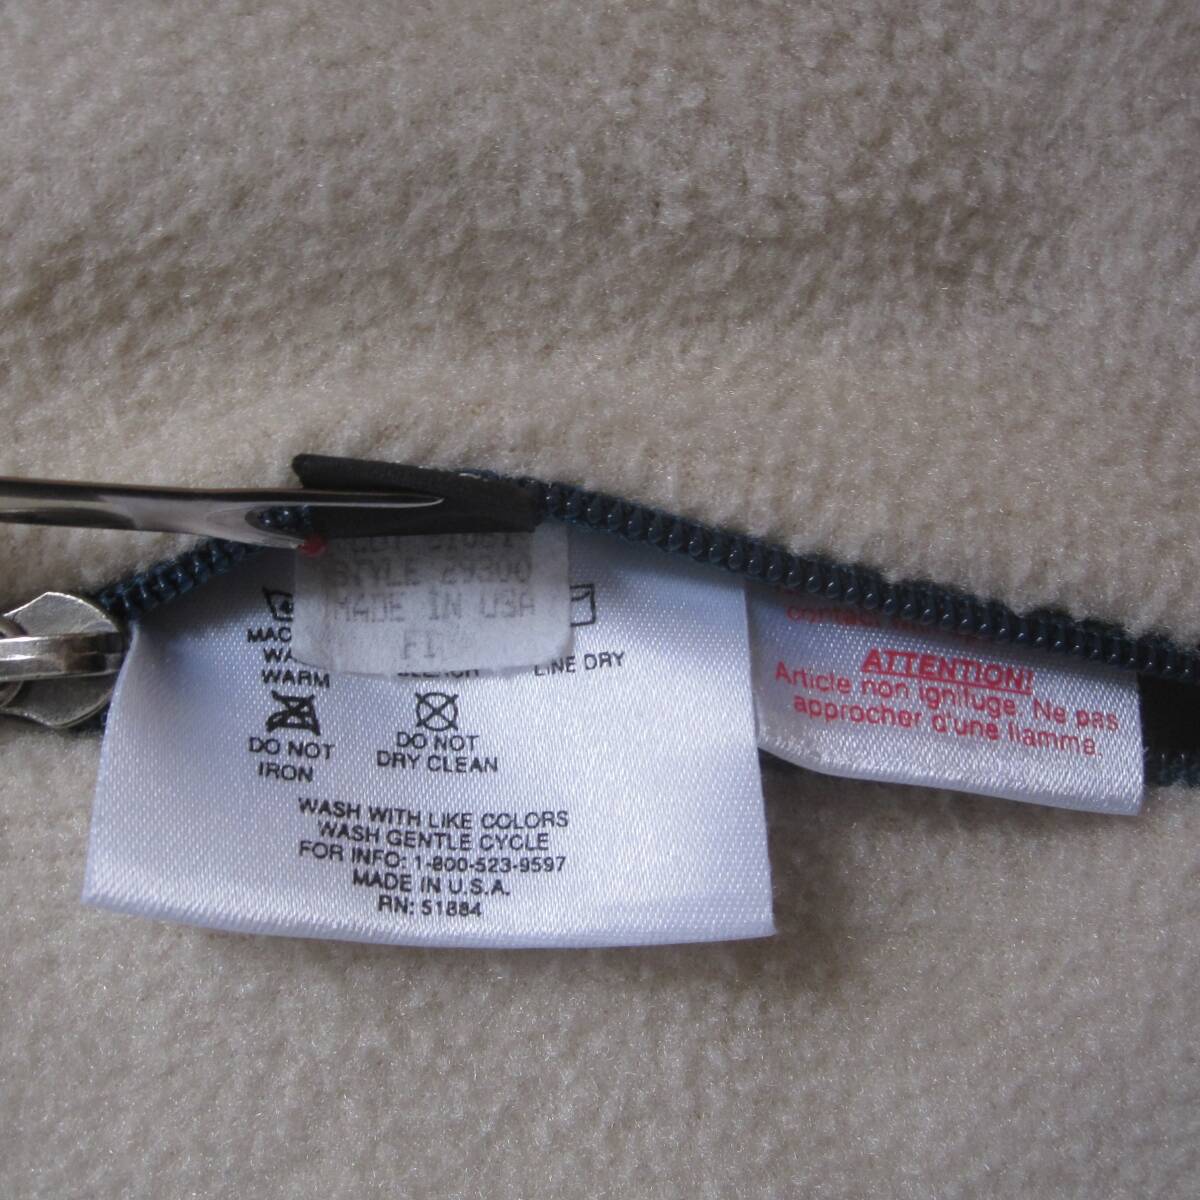 STYLE 29300
MADE IN USA
WARM
LINE DRY
DO NOT
IRON
DO NOT
DRY CLEAN
WASH WITH LIKE COLORS
WASH GENTLE CYCLE
FOR INFO: 1-800-523-9597
MADE IN U.S.A.
RN: 51884
contact
ATTENTION!
Article non ignifuge. Ne pas
approcher d'une flamme.